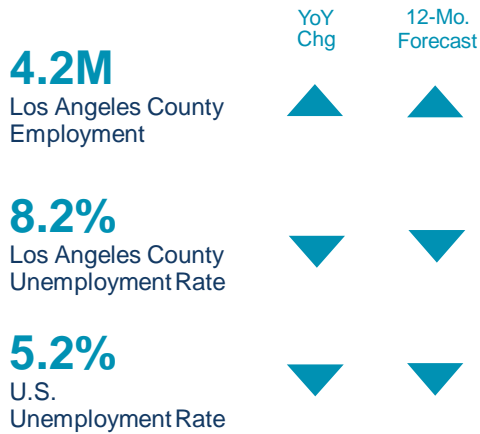 YoY
Chg
12-Mo.
Forecast
4.2M
Los Angeles County
Employment
8.2%
Los Angeles County
Unemployment Rate
5.2%
U.S.
Unemployment Rate